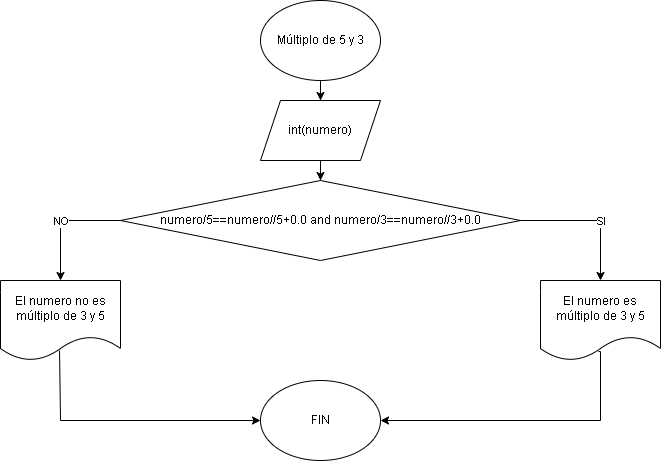 Múltiplo de 5 y 3
int(numero)
numero/5==numero//5+0.0 and numero/3==numero//3+0.0
NO
SI
El numero no es
múltiplo de 3 y 5
El numero es
múltiplo de 3 y 5
FIN